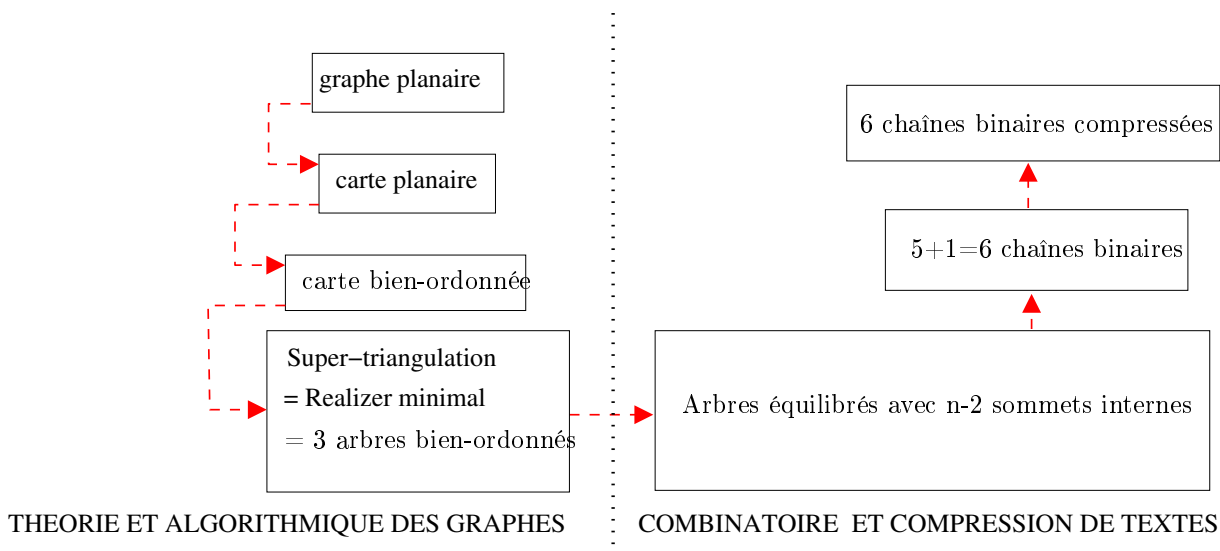 graphe planaire
carte planaire
carte bien-ordonnée
Super−triangulation
= Realizer minimal
= 3 arbres bien-ordonnés
THEORIE ET ALGORITHMIQUE DES GRAPHES
6 chaînes binaires compressées
5+1=6 chaînes binaires
Arbres équilibrés avec n-2 sommets internes
COMBINATOIRE ET COMPRESSION DE TEXTES